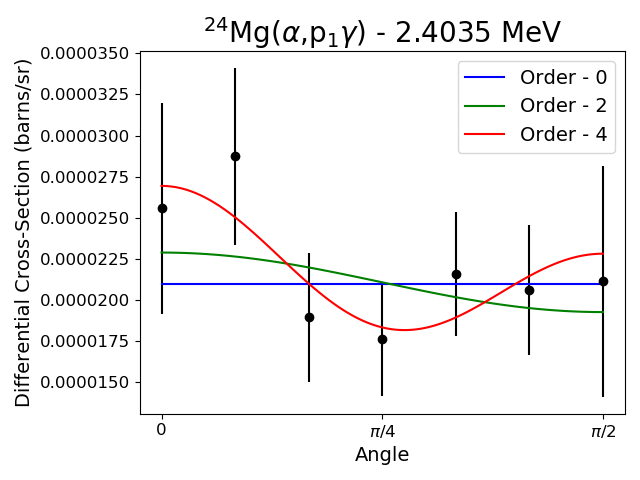 ²⁴Mg(α,p₁γ) - 2.4035 MeV
Differential Cross-Section (barns/sr)
0.0000350
0.0000325
0.0000300
0.0000275
0.0000250
0.0000225
0.0000200
0.0000175
0.0000150
Order - 0
Order - 2
Order - 4
0
π/4
π/2
Angle